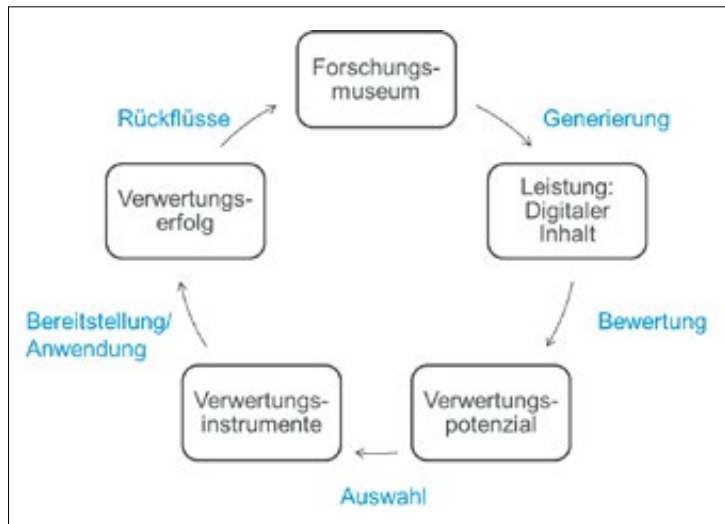 Forschungs-
museum
Generierung
Leistung:
Digitaler
Inhalt
Bewertung
Verwertungs-
potenzial
Auswahl
Verwertungs-
instrumente
Bereitstellung/
Anwendung
Verwertungs-
erfolg
Rückflüsse